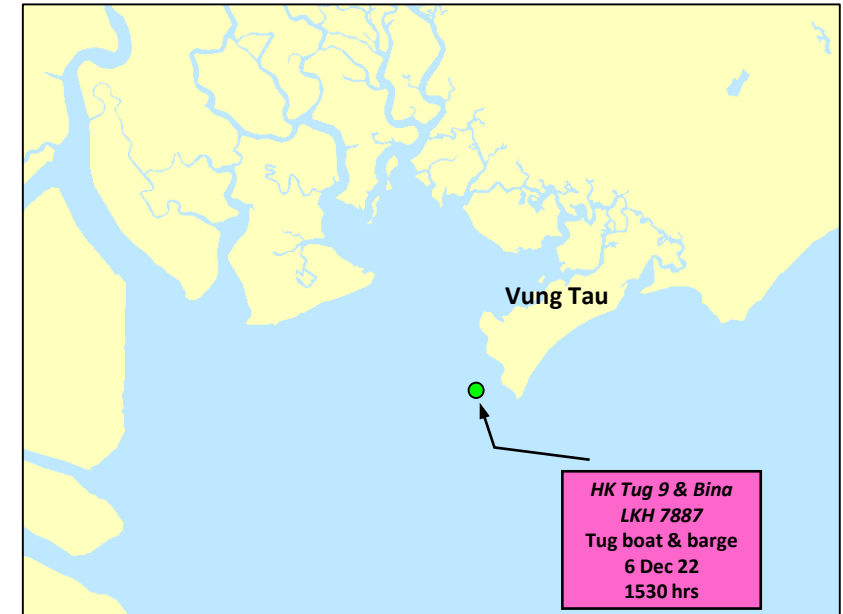 Vung Tau
HK Tug 9 & Bina
LKH 7887
Tug boat & barge
6 Dec 22
1530 hrs